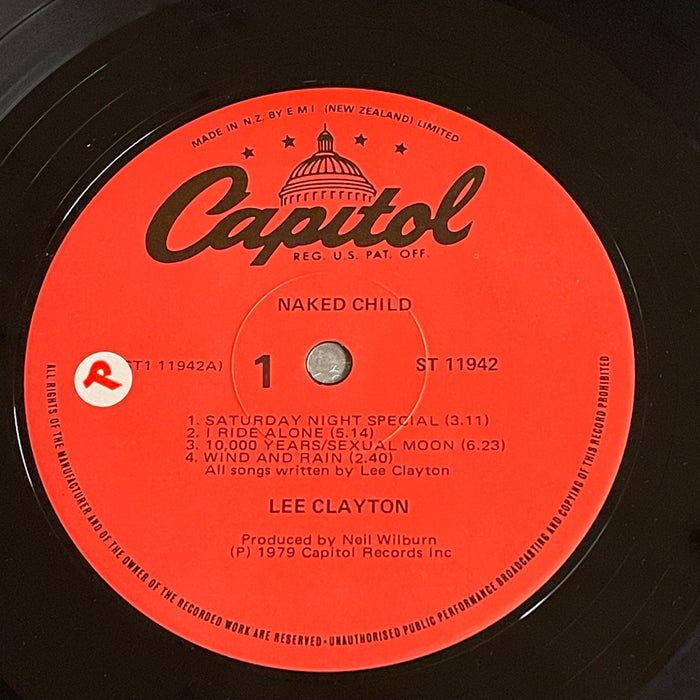 MADE IN N.Z. BY E M I (NEW ZEALAND) LIMITED
Capitol
REG. U.S. PAT. OFF.
NAKED CHILD
P
ST1 11942A)
1
ST 11942
1. SATURDAY NIGHT SPECIAL (3.11)
2. I RIDE ALONE (5.14)
3. 10,000 YEARS/SEXUAL MOON (6.23)
4. WIND AND RAIN (2.40)
All songs written by Lee Clayton
LEE CLAYTON
Produced by Neil Wilburn
(P) 1979 Capitol Records Inc
ALL RIGHTS OF THE MANUFACTURER AND OF THE OWNER OF THE RECORDED WORK ARE RESERVED · UNAUTHORISED PUBLIC PERFORMANCE BROADCASTING AND COPYING OF THIS RECORD PROHIBITED